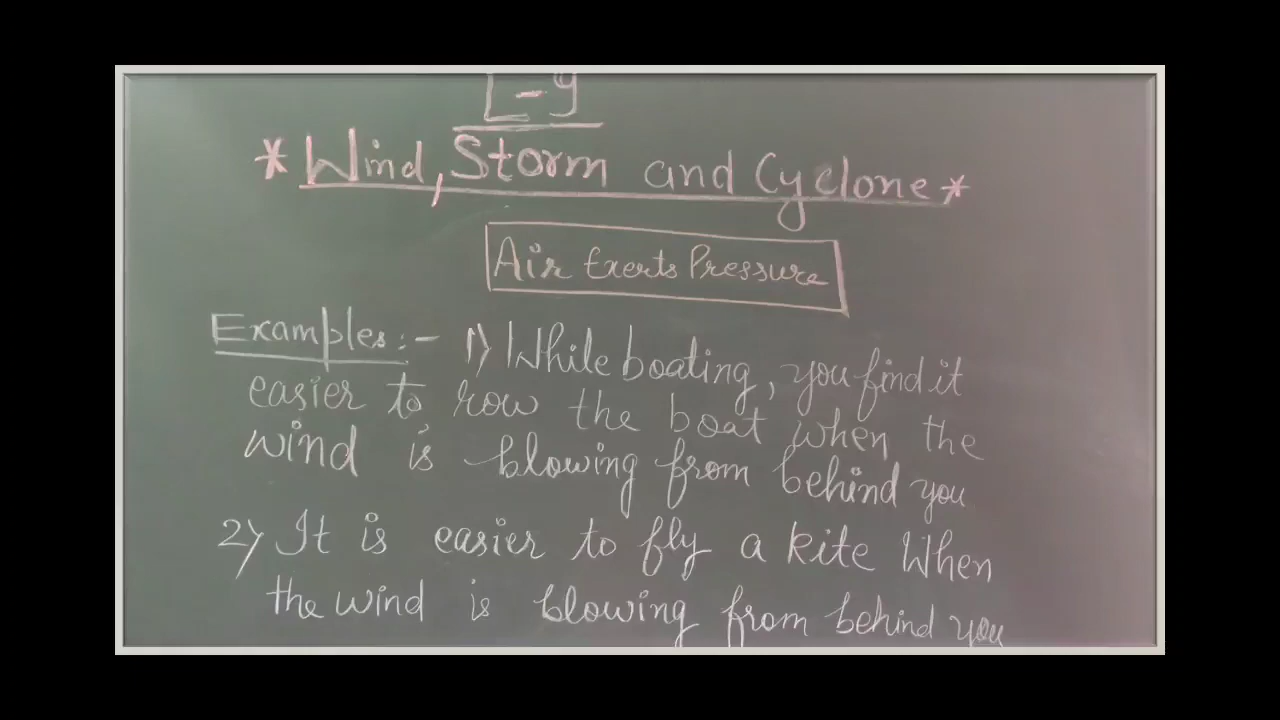 L-9
*Wind, Storm and Cyclone*
Air Exerts Pressure
Examples:- 1) While boating, you find it
easier to row the boat when the
wind is blowing from behind you
2) It is easier to fly a kite when
the wind is blowing from behind you